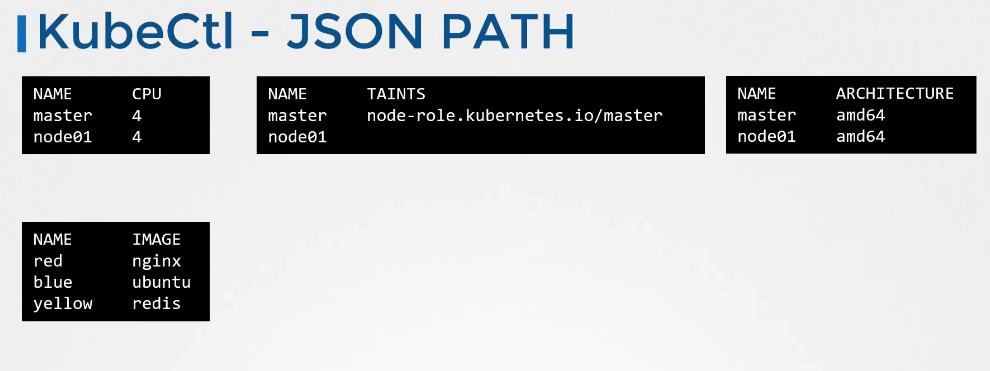 KubeCtl - JSON PATH
NAME CPU
master 4
node01 4
NAME TAINTS
master node-role.kubernetes.io/master
node01
NAME ARCHITECTURE
master amd64
node01 amd64
NAME IMAGE
red nginx
blue ubuntu
yellow redis